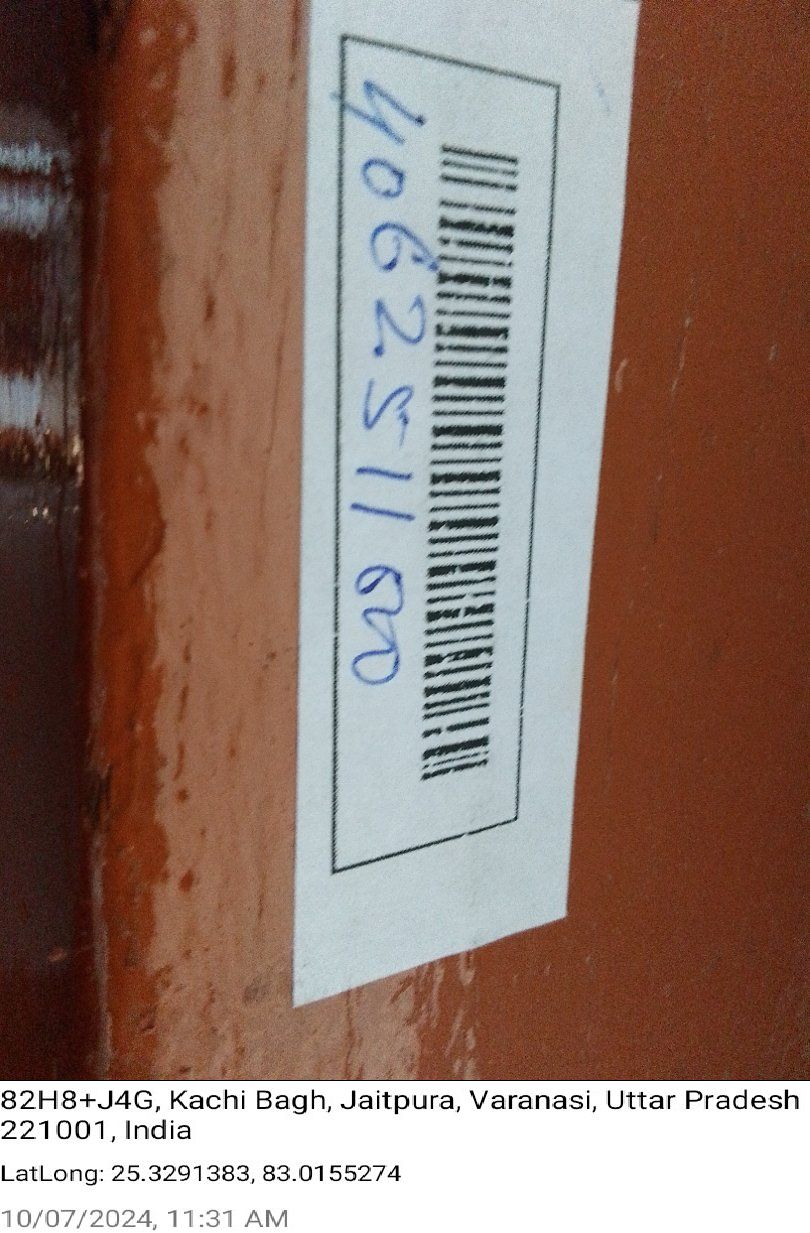 406251100
82H8+J4G, Kachi Bagh, Jaitpura, Varanasi, Uttar Pradesh
221001, India
LatLong: 25.3291383, 83.0155274
10/07/2024, 11:31 AM